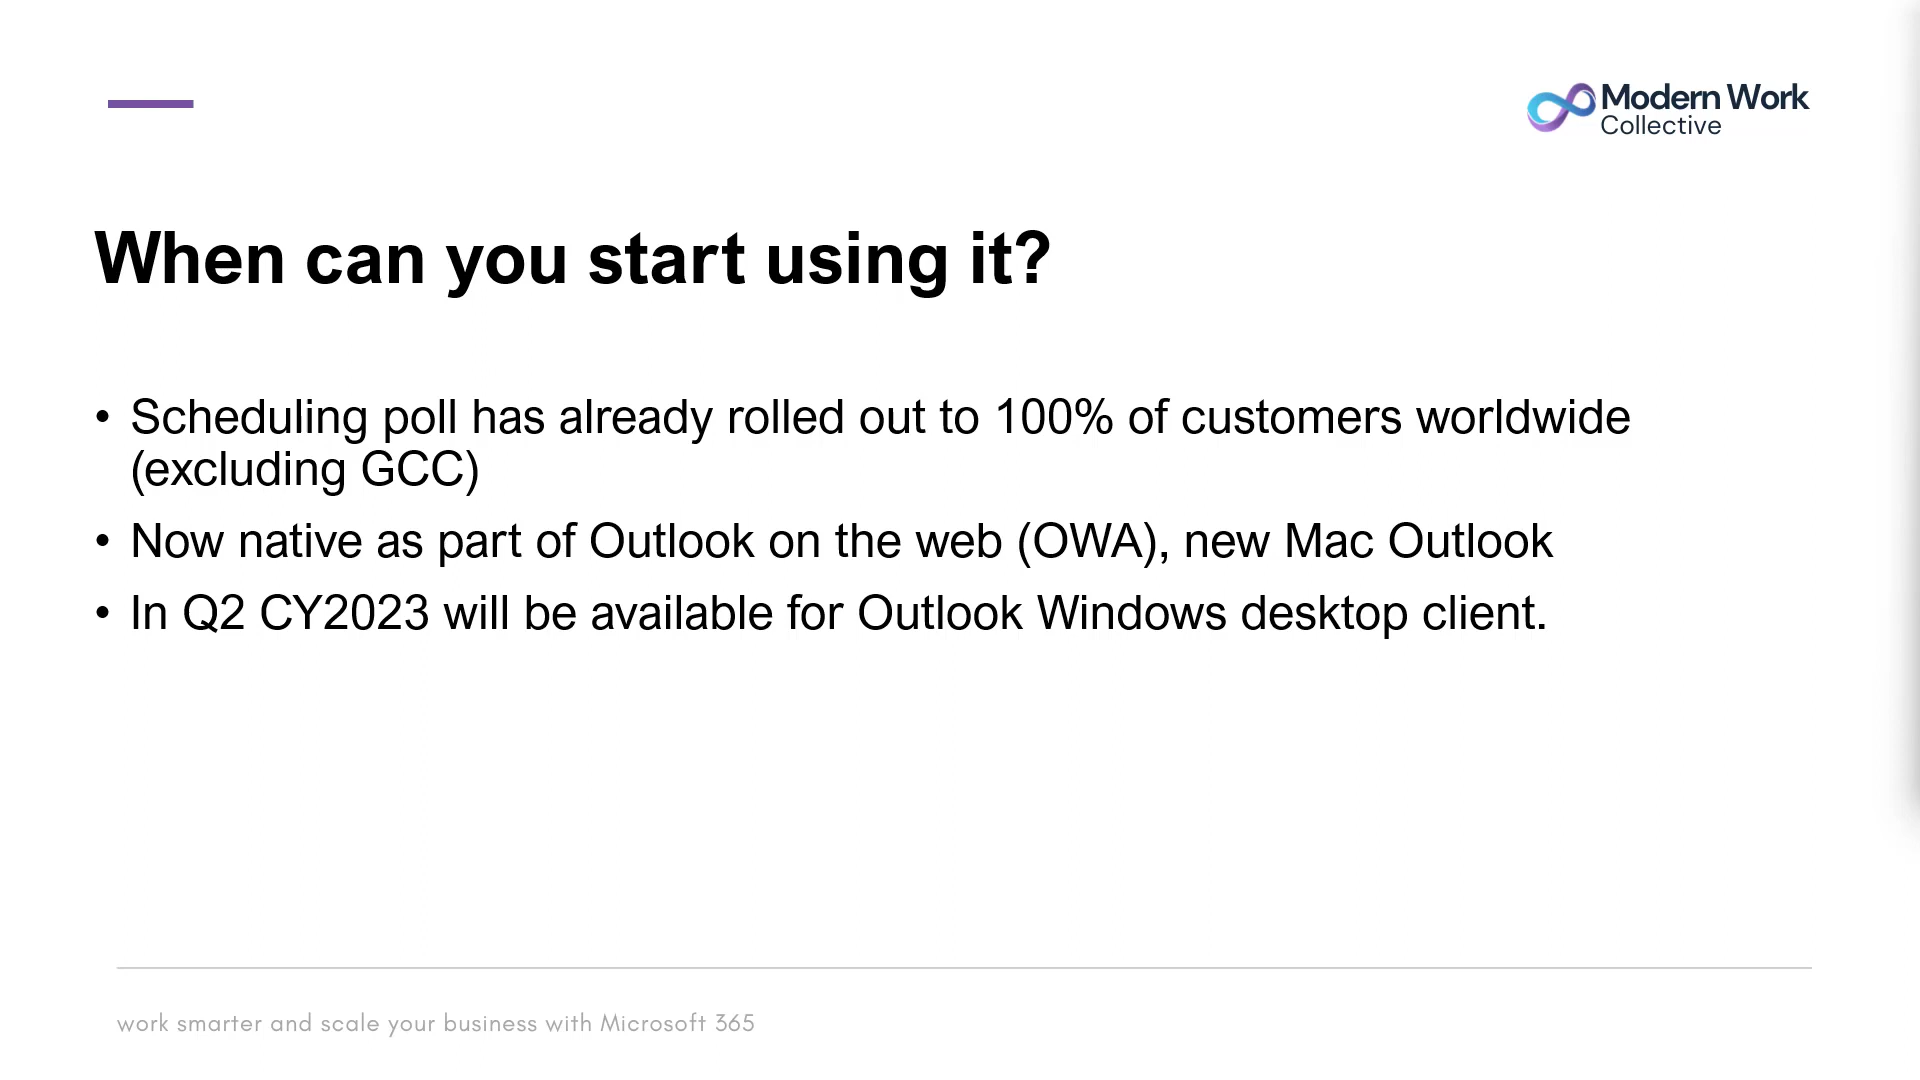 Modern Work
Collective
When can you start using it?
• Scheduling poll has already rolled out to 100% of customers worldwide
(excluding GCC)
• Now native as part of Outlook on the web (OWA), new Mac Outlook
• In Q2 CY2023 will be available for Outlook Windows desktop client.
work smarter and scale your business with Microsoft 365